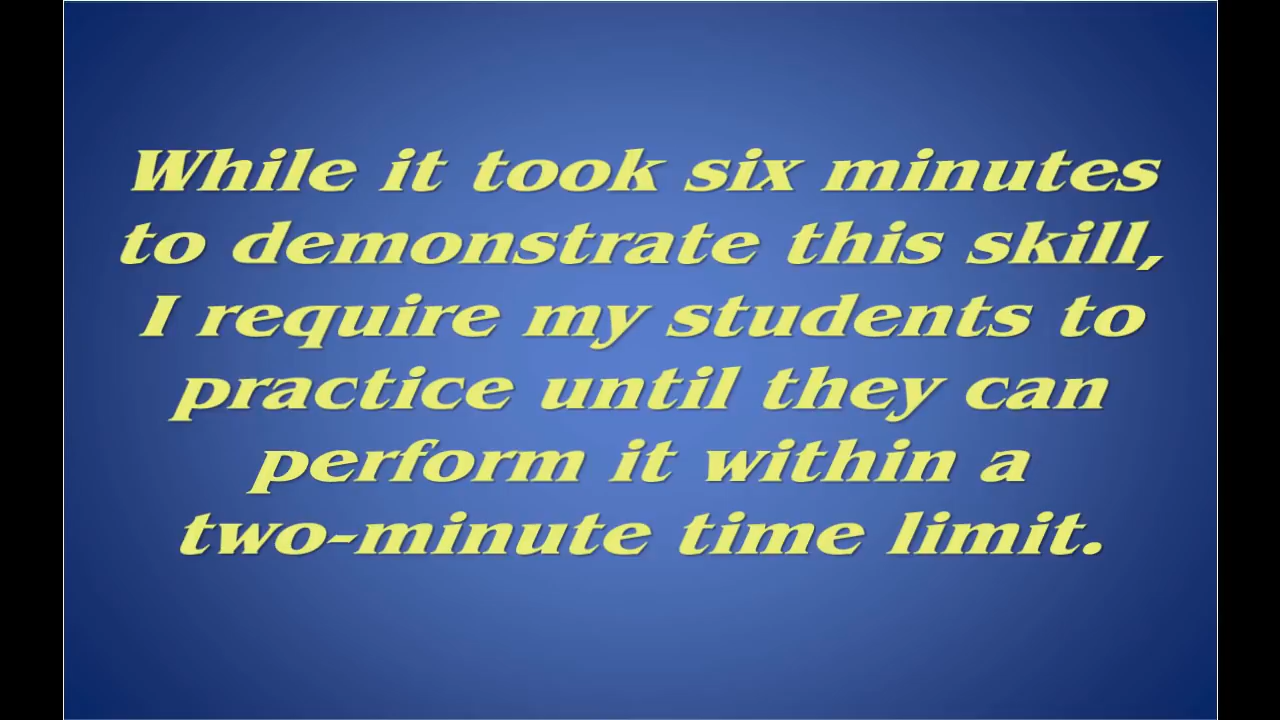 While it took six minutes
to demonstrate this skill,
I require my students to
practice until they can
perform it within a
two-minute time limit.